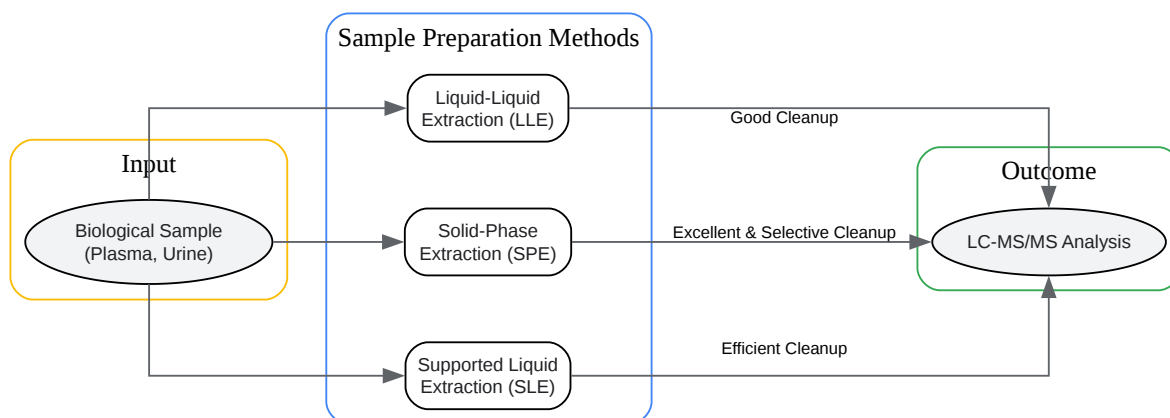 Sample Preparation Methods
Liquid-Liquid
Extraction (LLE)
Good Cleanup
Input
Outcome
Biological Sample
(Plasma, Urine)
Solid-Phase
Extraction (SPE)
Excellent & Selective Cleanup
LC-MS/MS Analysis
Supported Liquid
Extraction (SLE)
Efficient Cleanup